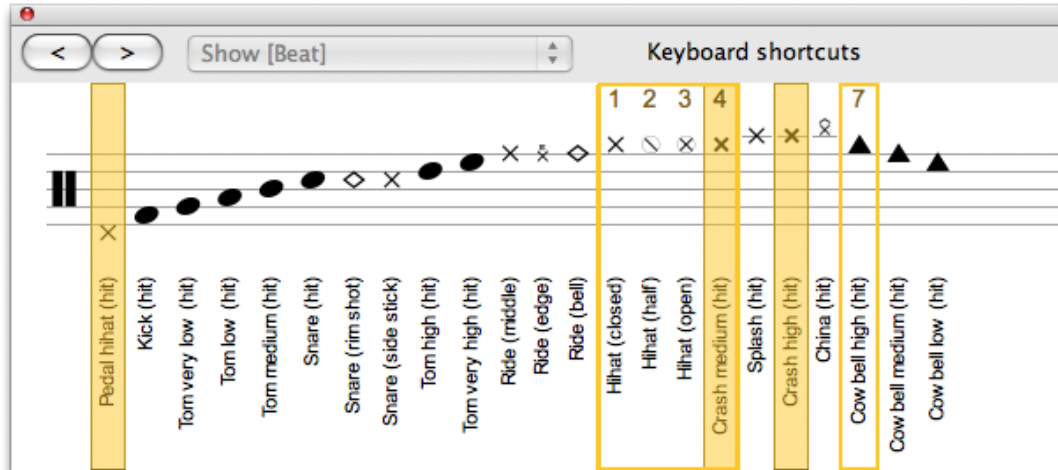 < > Show [Beat] Keyboard shortcuts
1 2 3 4 7
Pedal hihat (hit)
Kick (hit)
Tom very low (hit)
Tom low (hit)
Tom medium (hit)
Snare (hit)
Snare (rim shot)
Snare (side stick)
Tom high (hit)
Tom very high (hit)
Ride (middle)
Ride (edge)
Ride (bell)
Hihat (closed)
Hihat (half)
Hihat (open)
Crash medium (hit)
Splash (hit)
Crash high (hit)
China (hit)
Cow bell high (hit)
Cow bell medium (hit)
Cow bell low (hit)